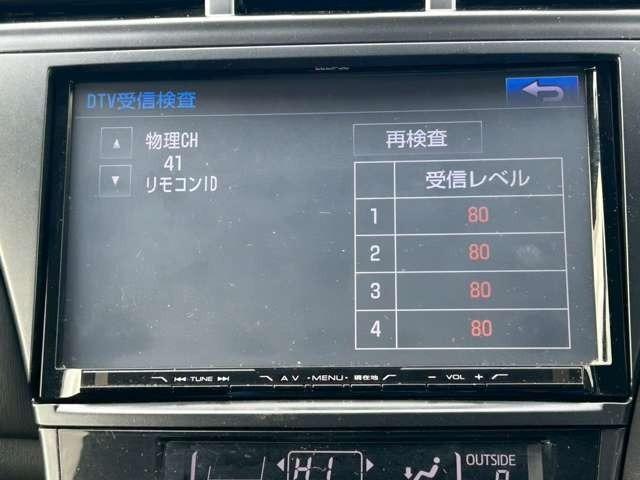 DTV受信検査
物理CH
41
リモコンID
再検査
受信レベル
1 80
2 80
3 80
4 80
TUNE
AV ・MENU・ 現在地
− VOL +
HI
OUTSIDE